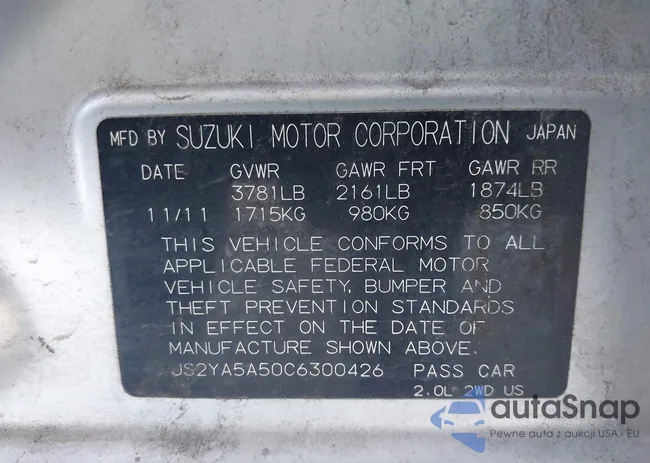 MFD BY SUZUKI MOTOR CORPORATION JAPAN
DATE GVWR GAWR FRT GAWR RR
3781LB 2161LB 1874LB
11/11 1715KG 980KG 850KG
THIS VEHICLE CONFORMS TO ALL
APPLICABLE FEDERAL MOTOR
VEHICLE SAFETY, BUMPER AND
THEFT PREVENTION STANDARDS
IN EFFECT ON THE DATE OF
MANUFACTURE SHOWN ABOVE.
JS2YA5A50C6300426 PASS CAR
2.0L 2WD US
autoSnap
Pewne auta z aukcji USA i EU